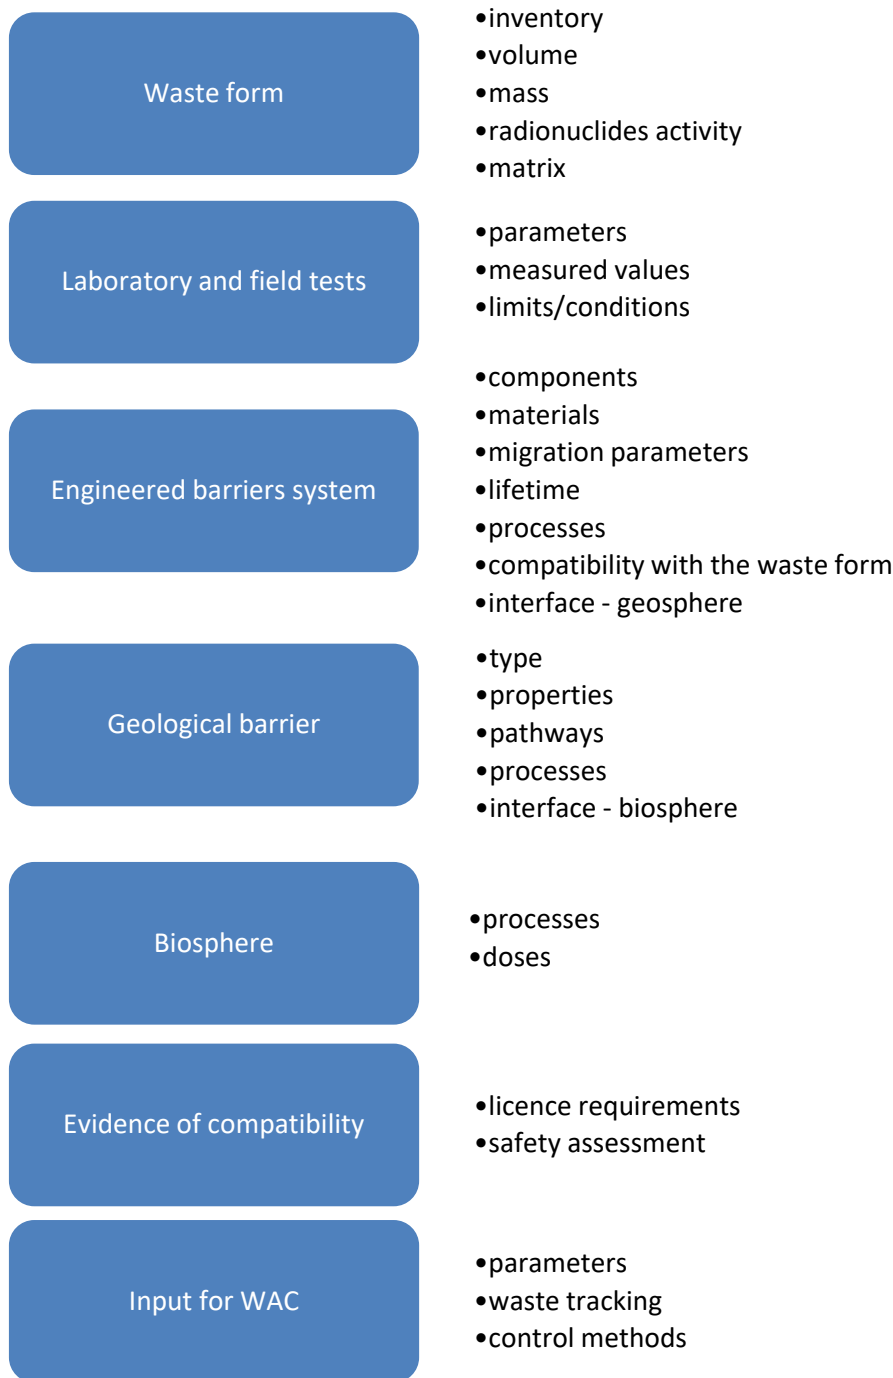 Waste form
•inventory
•volume
•mass
•radionuclides activity
•matrix
Laboratory and field tests
•parameters
•measured values
•limits/conditions
Engineered barriers system
•components
•materials
•migration parameters
•lifetime
•processes
•compatibility with the waste form
•interface - geosphere
Geological barrier
•type
•properties
•pathways
•processes
•interface - biosphere
Biosphere
•processes
•doses
Evidence of compatibility
•licence requirements
•safety assessment
Input for WAC
•parameters
•waste tracking
•control methods